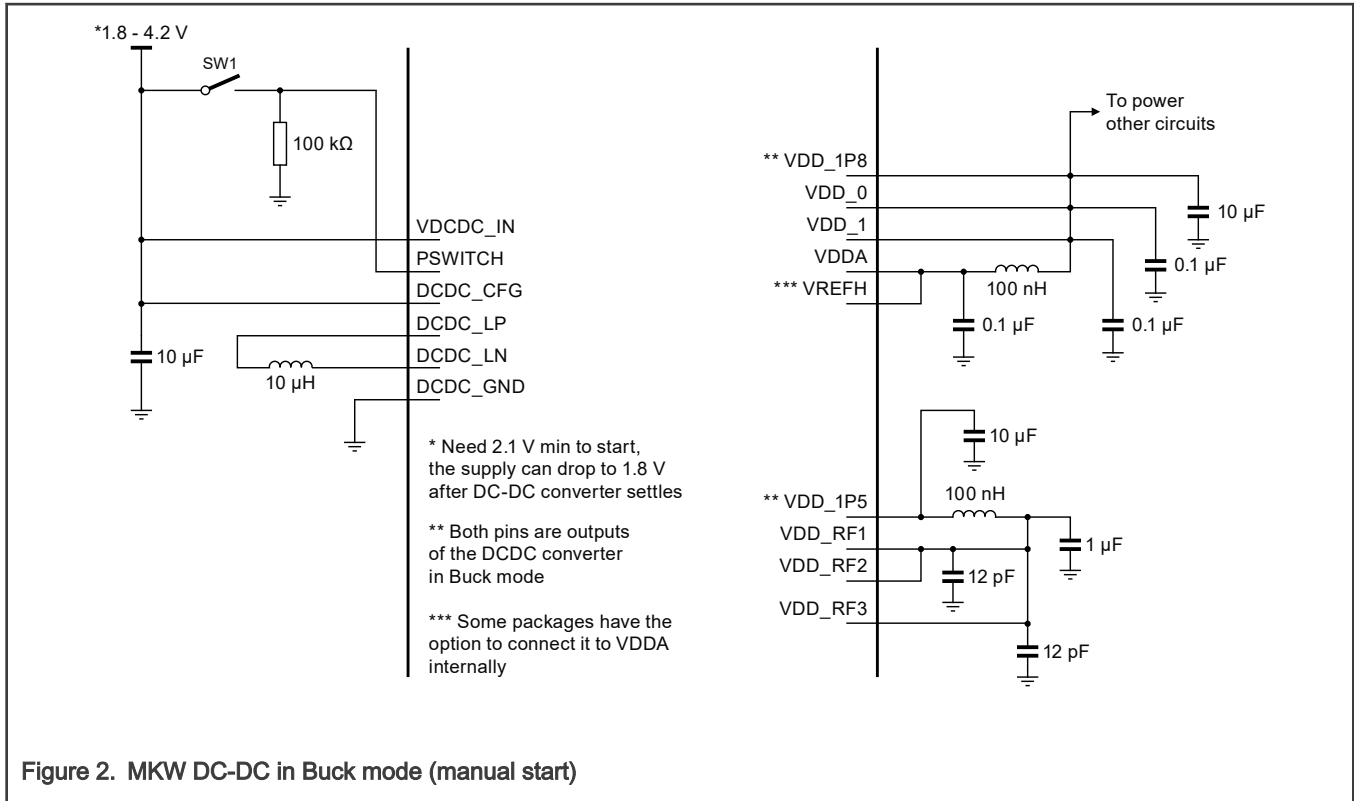 *1.8 - 4.2 V
SW1
100 kΩ
VDCDC_IN
PSWITCH
DCDC_CFG
DCDC_LP
DCDC_LN
DCDC_GND
10 µF
10 µH
* Need 2.1 V min to start,
the supply can drop to 1.8 V
after DC-DC converter settles
** Both pins are outputs
of the DCDC converter
in Buck mode
*** Some packages have the
option to connect it to VDDA
internally
To power
other circuits
** VDD_1P8
VDD_0
VDD_1
VDDA
*** VREFH
10 µF
0.1 µF
100 nH
0.1 µF
0.1 µF
10 µF
100 nH
** VDD_1P5
VDD_RF1
VDD_RF2
VDD_RF3
1 µF
12 pF
12 pF
Figure 2. MKW DC-DC in Buck mode (manual start)